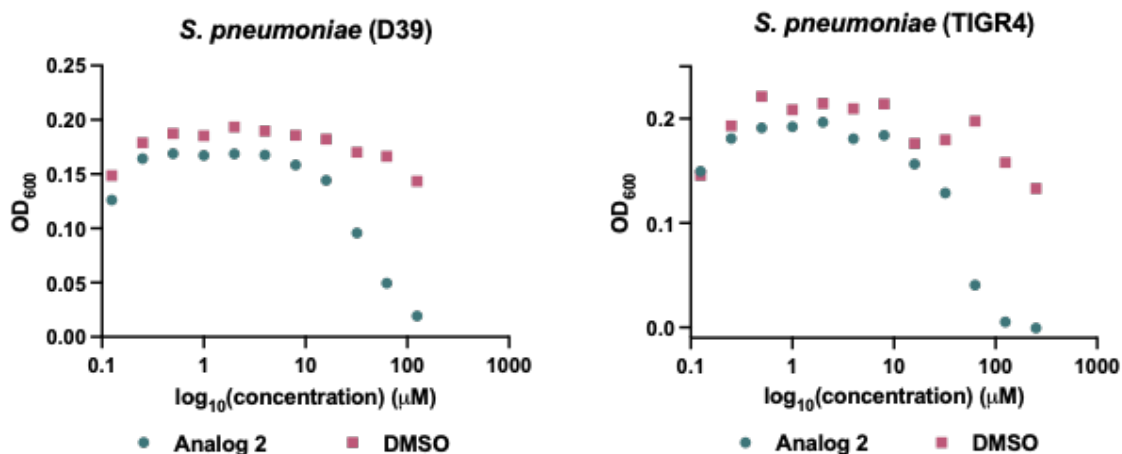 S. pneumoniae (D39)
0.25
0.20
0.15
0.10
0.05
0.00
OD600
0.1 1 10 100 1000
log10(concentration) (μM)
Analog 2 DMSO
S. pneumoniae (TIGR4)
0.2
0.1
0.0
OD600
0.1 1 10 100 1000
log10(concentration) (μM)
Analog 2 DMSO